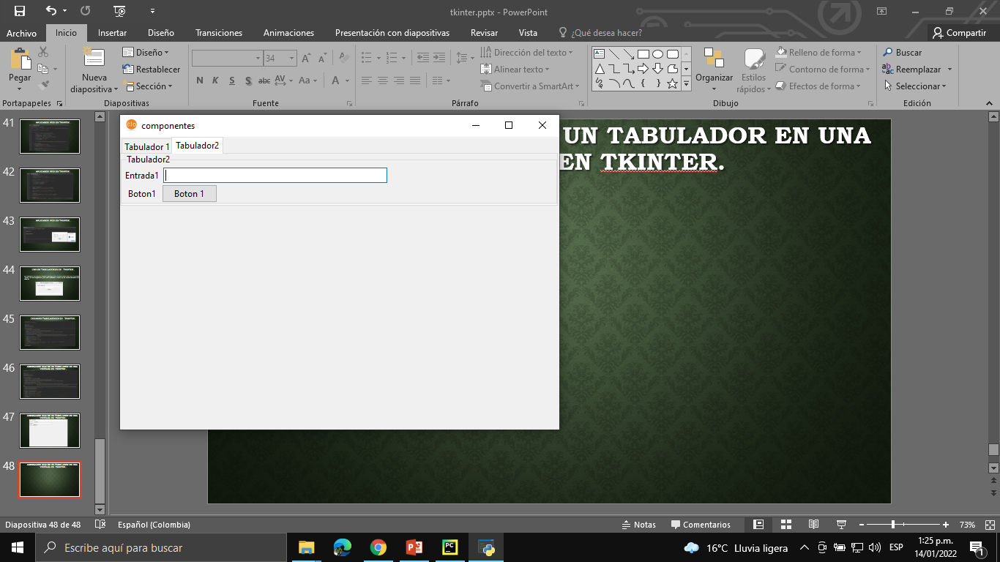 tkinter.pptx - PowerPoint
Archivo Inicio Insertar Diseño Transiciones Animaciones Presentación con diapositivas Revisar Vista ¿Qué desea hacer? Compartir
Pegar
Portapapeles
Nueva diapositiva
Diseño
Restablecer
Sección
Diapositivas
34
N K S S abc AV Aa A
Fuente
Párrafo
Dirección del texto
Alinear texto
Convertir a SmartArt
Organizar
Estilos rápidos
Relleno de forma
Contorno de forma
Efectos de forma
Dibujo
Buscar
Reemplazar
Seleccionar
Edición
41
42
43
44
45
46
47
48
componentes
Tabulador 1 Tabulador2
Tabulador2
Entrada1
Boton1 Boton 1
UN TABULADOR EN UNA
EN TKINTER.
Diapositiva 48 de 48 Español (Colombia) Notas Comentarios 73%
Escribe aquí para buscar
16°C Lluvia ligera ESP
1:25 p.m.
14/01/2022
1